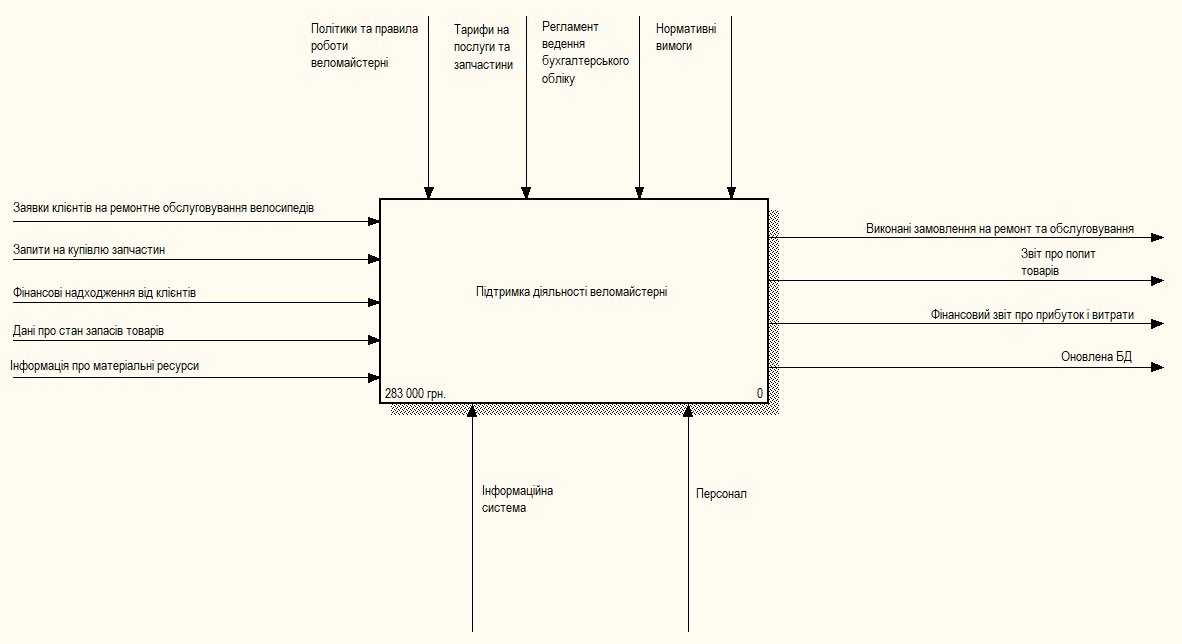 Політики та правила
роботи
веломайстерні
Тарифи на
послуги та
запчастини
Регламент
ведення
бухгалтерського
обліку
Нормативні
вимоги
Заявки клієнтів на ремонтне обслуговування велосипедів
Запити на купівлю запчастин
Фінансові надходження від клієнтів
Дані про стан запасів товарів
Інформація про матеріальні ресурси
Підтримка діяльності веломайстерні
283 000 грн.
0
Виконані замовлення на ремонт та обслуговування
Звіт про попит
товарів
Фінансовий звіт про прибуток і витрати
Оновлена БД
Інформаційна
система
Персонал